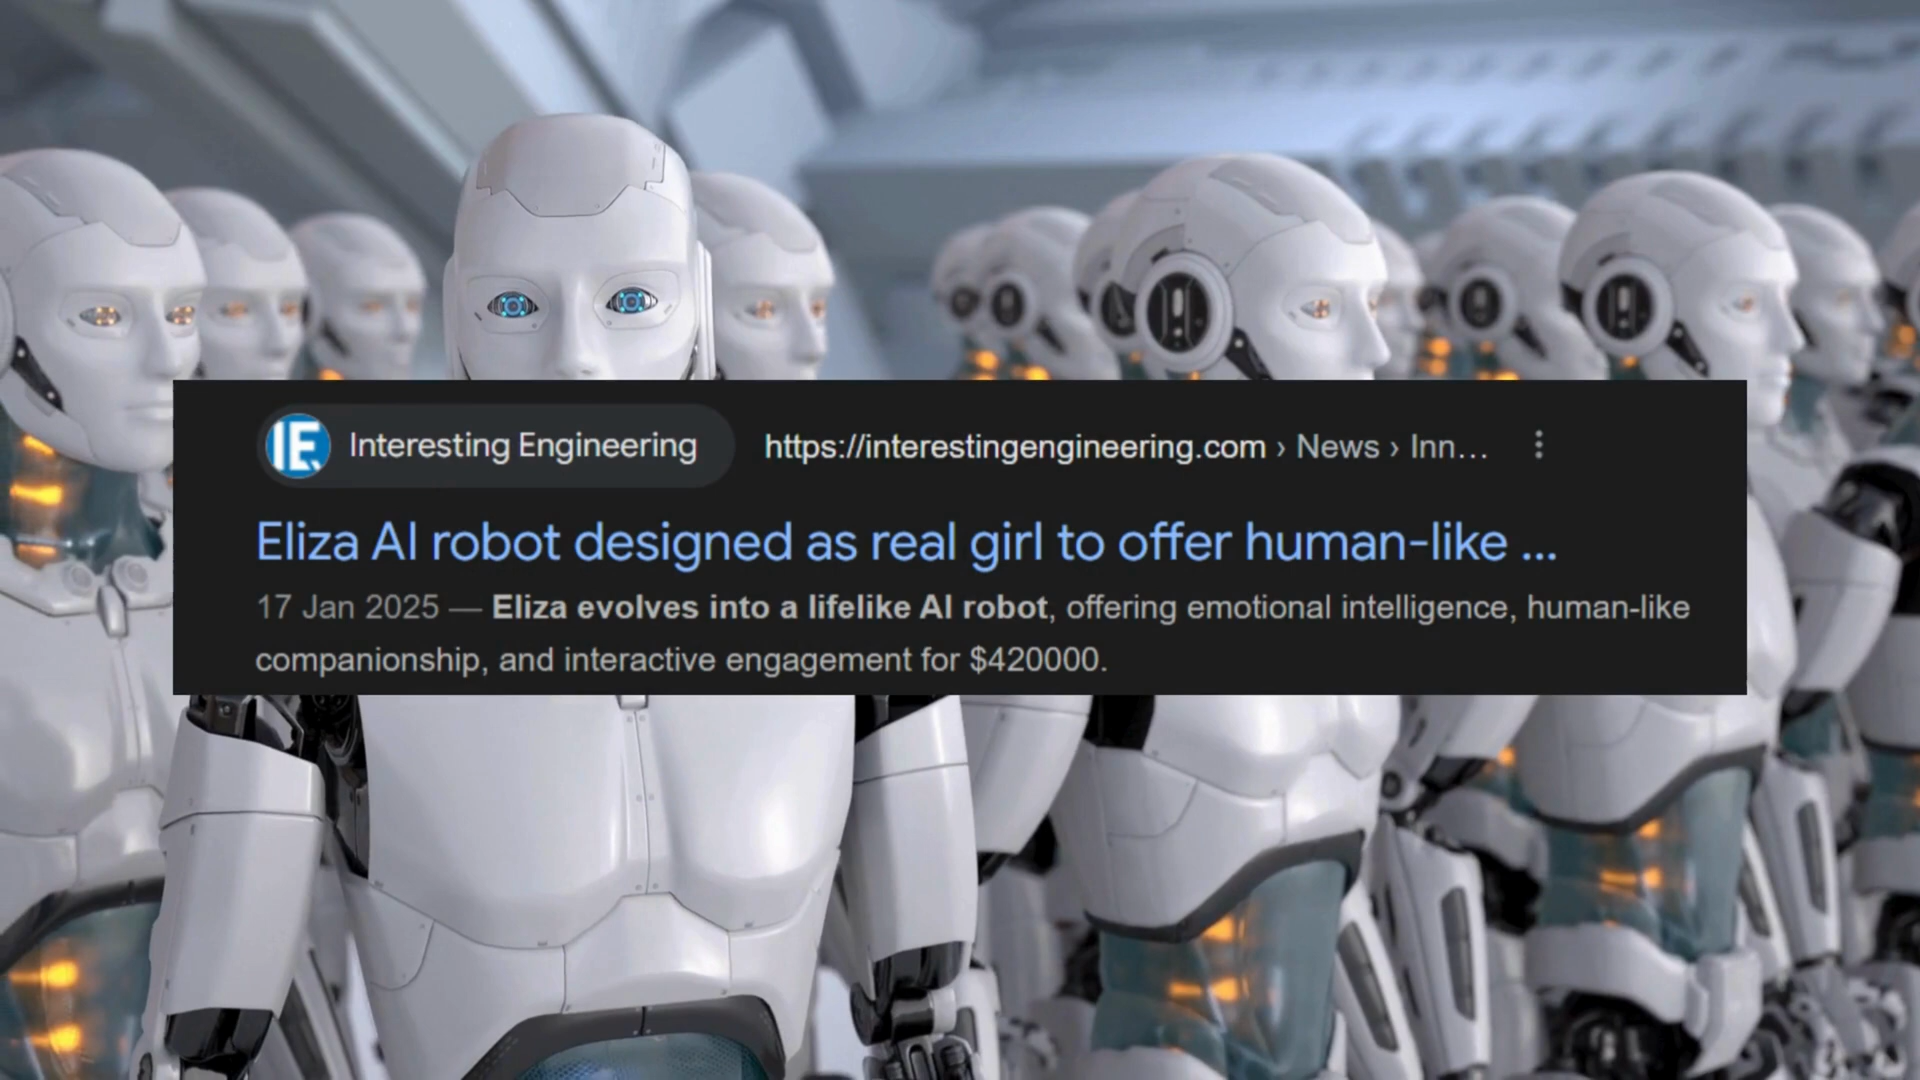 IE
Interesting Engineering
https://interestingengineering.com › News › Inn...
Eliza AI robot designed as real girl to offer human-like ...
17 Jan 2025 — Eliza evolves into a lifelike AI robot, offering emotional intelligence, human-like
companionship, and interactive engagement for $420000.